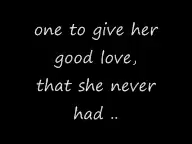 one to give her
good love,
that she never
had ..